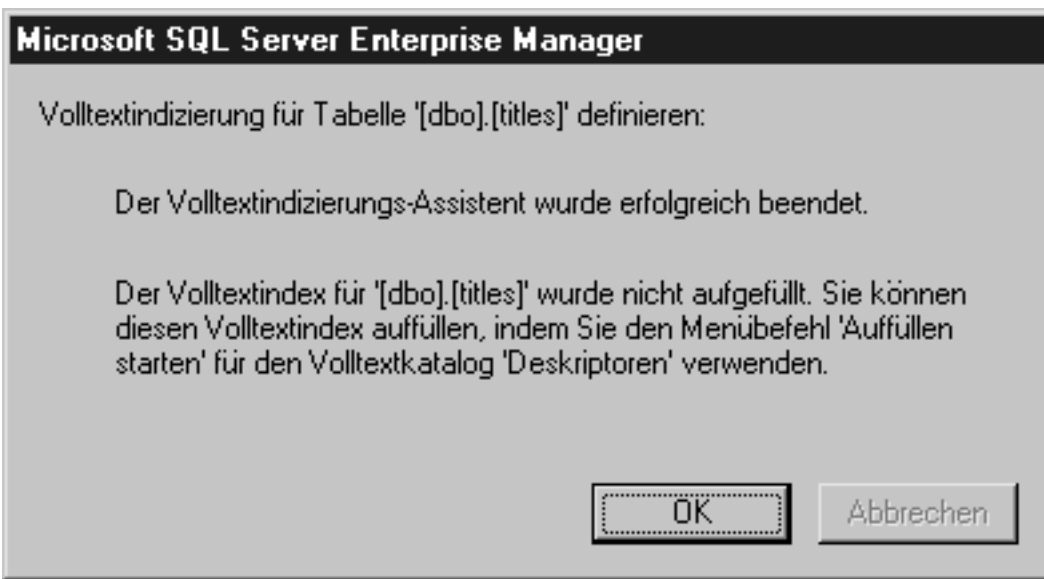 Microsoft SQL Server Enterprise Manager
Volltextindizierung für Tabelle '[dbo].[titles]' definieren:
Der Volltextindizierungs-Assistent wurde erfolgreich beendet.
Der Volltextindex für '[dbo].[titles]' wurde nicht aufgefüllt. Sie können
diesen Volltextindex auffüllen, indem Sie den Menübefehl 'Auffüllen
starten' für den Volltextkatalog 'Deskriptoren' verwenden.
OK Abbrechen